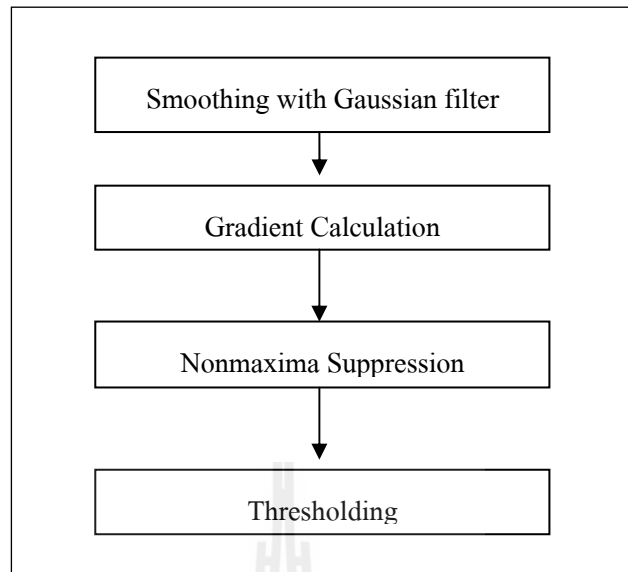 Smoothing with Gaussian filter
Gradient Calculation
Nonmaxima Suppression
Thresholding